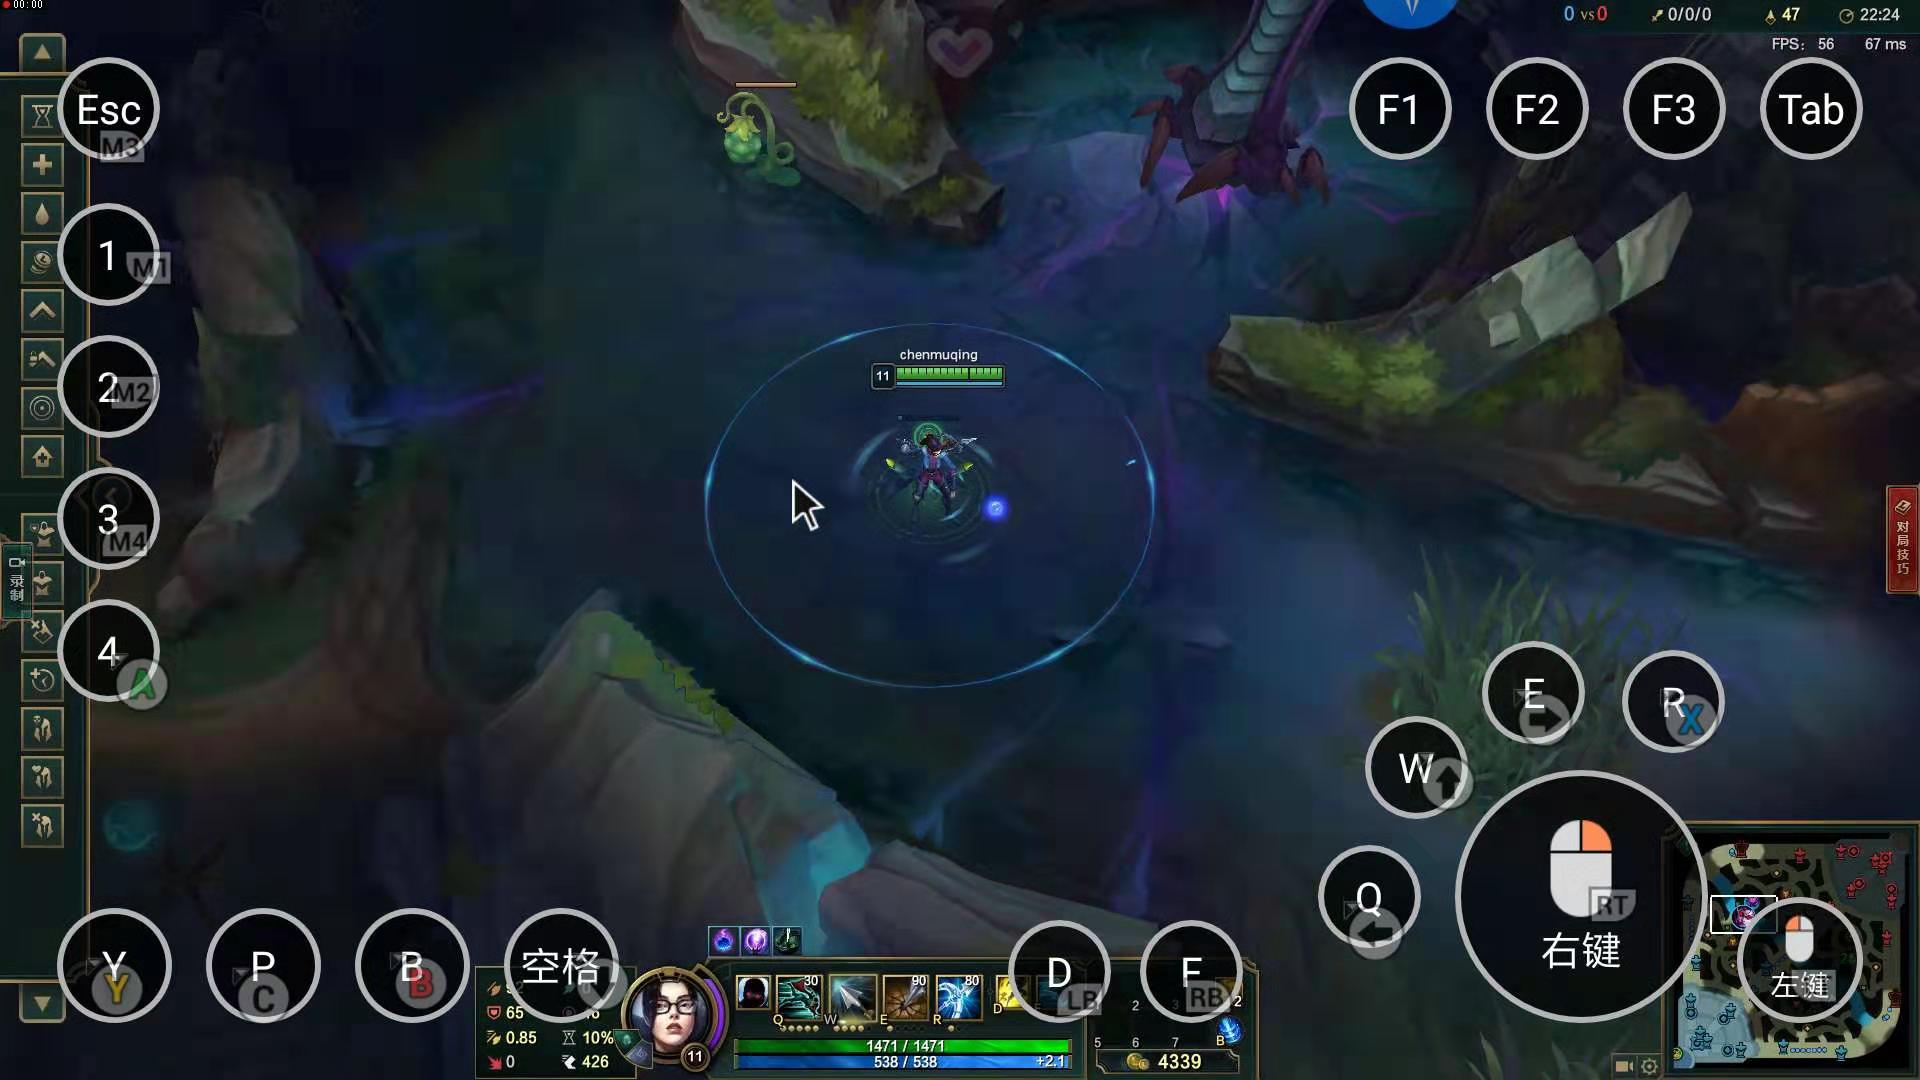 00:00
0 vs 0
0/0/0
47
22:24
FPS: 56
67 ms
Esc
M3
F1
F2
F3
Tab
1
M1
2
M2
3
M4
4
A
chenmuqing
11
录制
对局技巧
E
R
X
W
Q
RT
右键
左键
Y
Y
P
C
B
B
空格
D
LB
F
RB
30
90
80
Q
W
E
R
D
2
3
2
65
0.85
10%
0
426
11
1471 / 1471
538 / 538
+2.1
5
6
7
B
4339